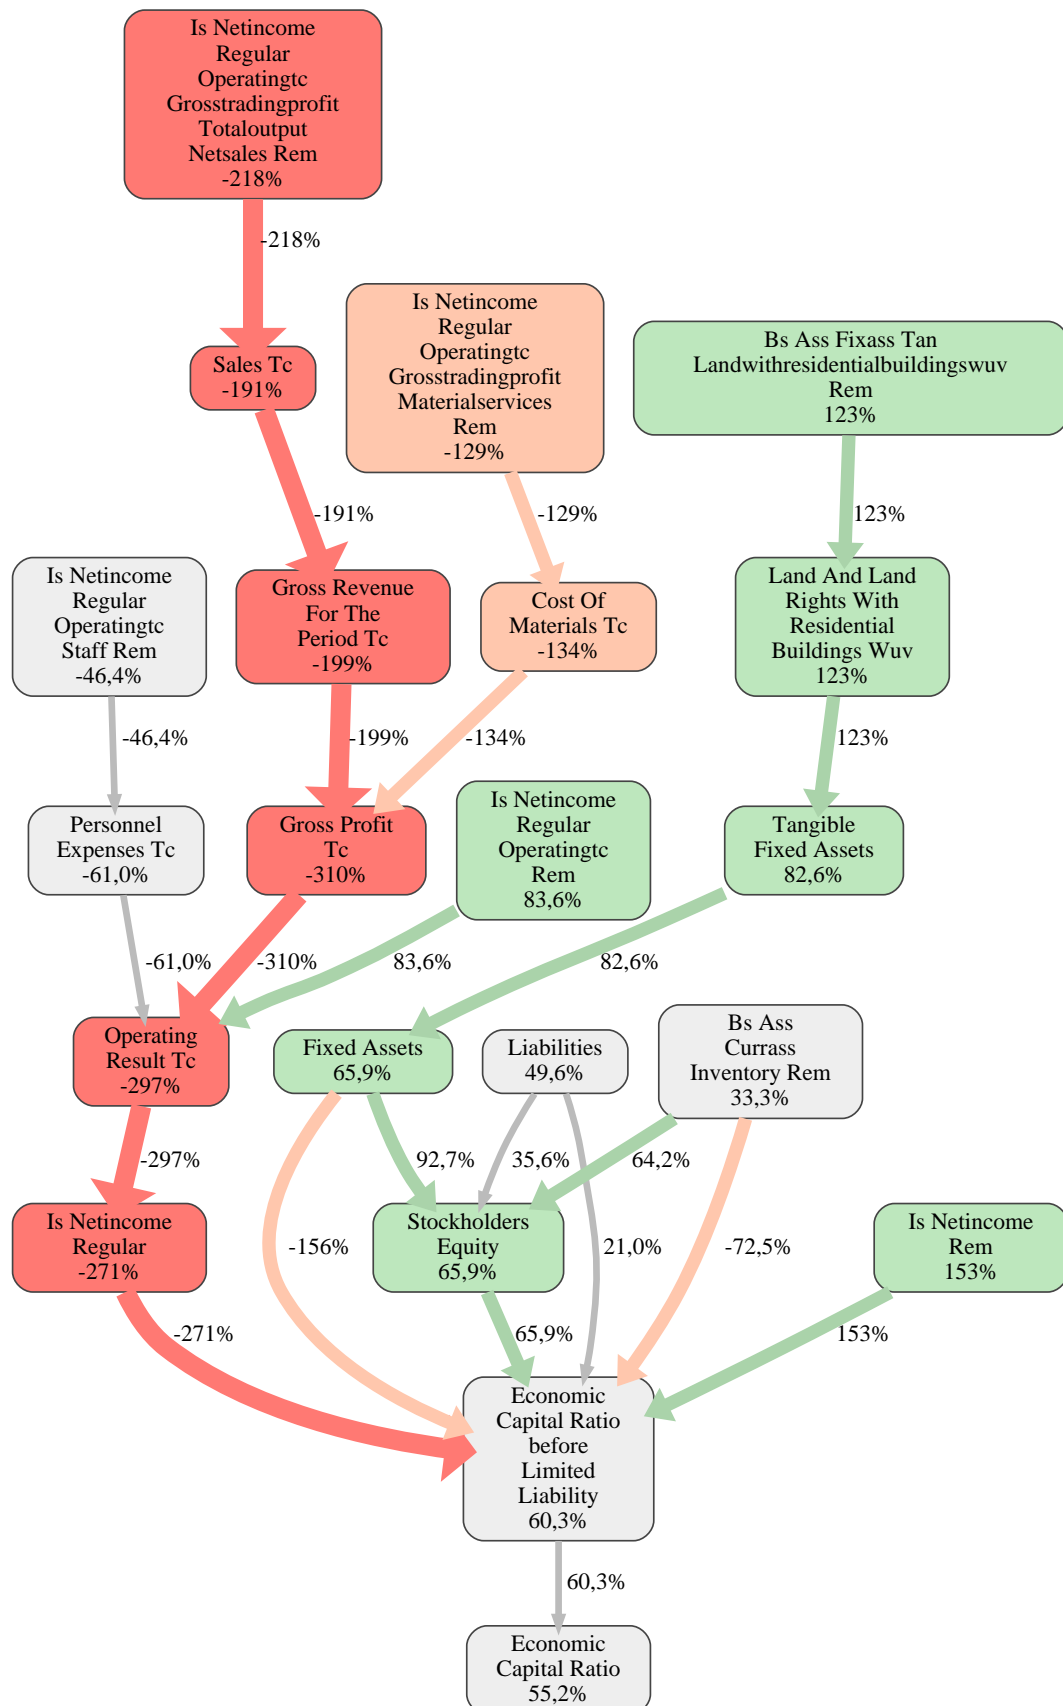 Is Netincome
Regular
Operatingtc
Grosstradingprofit
Totaloutput
Netsales Rem
-218%
-218%
Is Netincome
Regular
Operatingtc
Grosstradingprofit
Materialservices
Rem
-129%
Bs Ass Fixass Tan
Landwithresidentialbuildingswuv
Rem
123%
Sales Tc
-191%
-191%
-129%
123%
Is Netincome
Regular
Operatingtc
Staff Rem
-46,4%
Gross Revenue
For The
Period Tc
-199%
Cost Of
Materials Tc
-134%
Land And Land
Rights With
Residential
Buildings Wuv
123%
-46,4%
-199%
-134%
123%
Personnel
Expenses Tc
-61,0%
Gross Profit
Tc
-310%
Is Netincome
Regular
Operatingtc
Rem
83,6%
Tangible
Fixed Assets
82,6%
-61,0%
-310%
83,6%
82,6%
Operating
Result Tc
-297%
Fixed Assets
65,9%
Liabilities
49,6%
Bs Ass
Currass
Inventory Rem
33,3%
-297%
92,7%
35,6%
64,2%
Is Netincome
Regular
-271%
-156%
Stockholders
Equity
65,9%
21,0%
-72,5%
Is Netincome
Rem
153%
-271%
65,9%
153%
Economic
Capital Ratio
before
Limited
Liability
60,3%
60,3%
Economic
Capital Ratio
55,2%